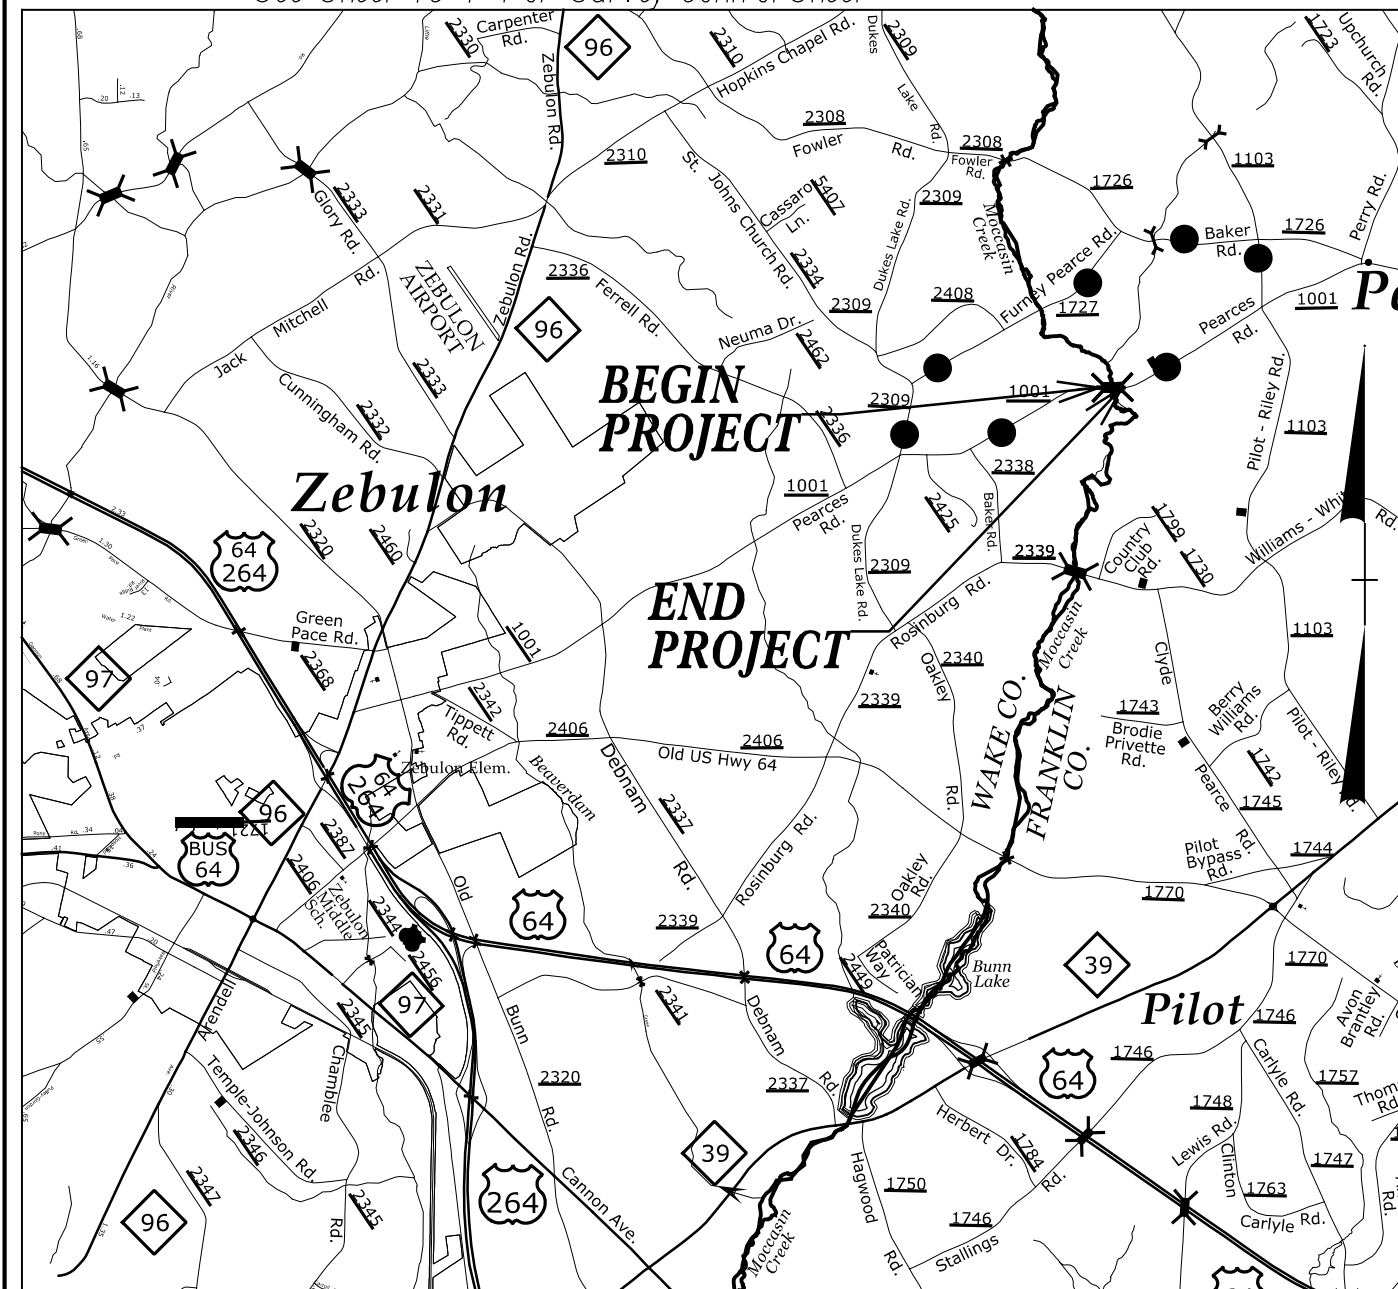 2330
Carpenter
Rd.
96
Zebulon Rd.
2310
Hopkins Chapel Rd.
Dukes
Lake
Rd.
2309
1723
Upchurch
Rd.
2308
Fowler
Rd.
2308
Fowler
Rd.
1103
2310
St. Johns Church Rd.
Cassaro
Ln.
5407
2309
Dukes Lake Rd.
Moccasin
Creek
1726
Baker
Rd.
1726
Perry Rd.
Glory Rd.
2333
2331
ZEBULON
AIRPORT
Zebulon Rd.
2336
Ferrell Rd.
2334
2309
2408
Furney Pearce Rd.
1727
Pearces
Rd.
1001
Jack
Mitchell
Rd.
96
Neuma Dr.
2462
2333
BEGIN
PROJECT
2309
1001
Pilot - Riley Rd.
1103
Cunningham Rd.
2332
2336
2338
Zebulon
1001
Pearces
Rd.
2425
Baker Rd.
64
264
2320
2460
Dukes Lake Rd.
2309
2339
Country
Club
Rd.
1799
1730
Williams - Whi
Rd.
END
PROJECT
Rosinburg Rd.
Green
Pace Rd.
1001
1103
97
2368
Oakley
2340
Moccasin
Creek
Clyde
2342
Tippett
Rd.
2339
WAKE CO.
FRANKLIN
CO.
1743
Brodie
Privette
Rd.
Berry
Williams
Rd.
Pilot - Riley Rd.
2406
2406
Old US Hwy 64
Debnam
Zebulon Elem.
Beaverdam
64
264
1742
1745
Pearce
Rd.
96
BUS
64
2387
2337
Rd.
Rosinburg Rd.
Rd.
Pilot
Bypass
Rd.
1744
2406
Zebulon
Middle
Sch.
2344
Old
64
2339
64
Oakley
Rd.
2340
1770
2456
97
2449
Patrician
Way
Bunn
Lake
39
1770
Pilot
1746
Avon
Brantley
Rd.
Arendell
Ave.
2345
Bunn
2341
Debnam
1746
Carlyle Rd.
1757
Chamblee
Temple-Johnson Rd.
2346
2320
Rd.
2337
Rd.
64
Herbert Dr.
1784
1748
Lewis Rd.
Clinton
Thom
Rd.
1747
2347
39
Hagwood
Rd.
1750
Rd.
1763
96
2345
Rd.
264
Cannon Ave.
Moccasin
Creek
1746
Stallings
Carlyle Rd.